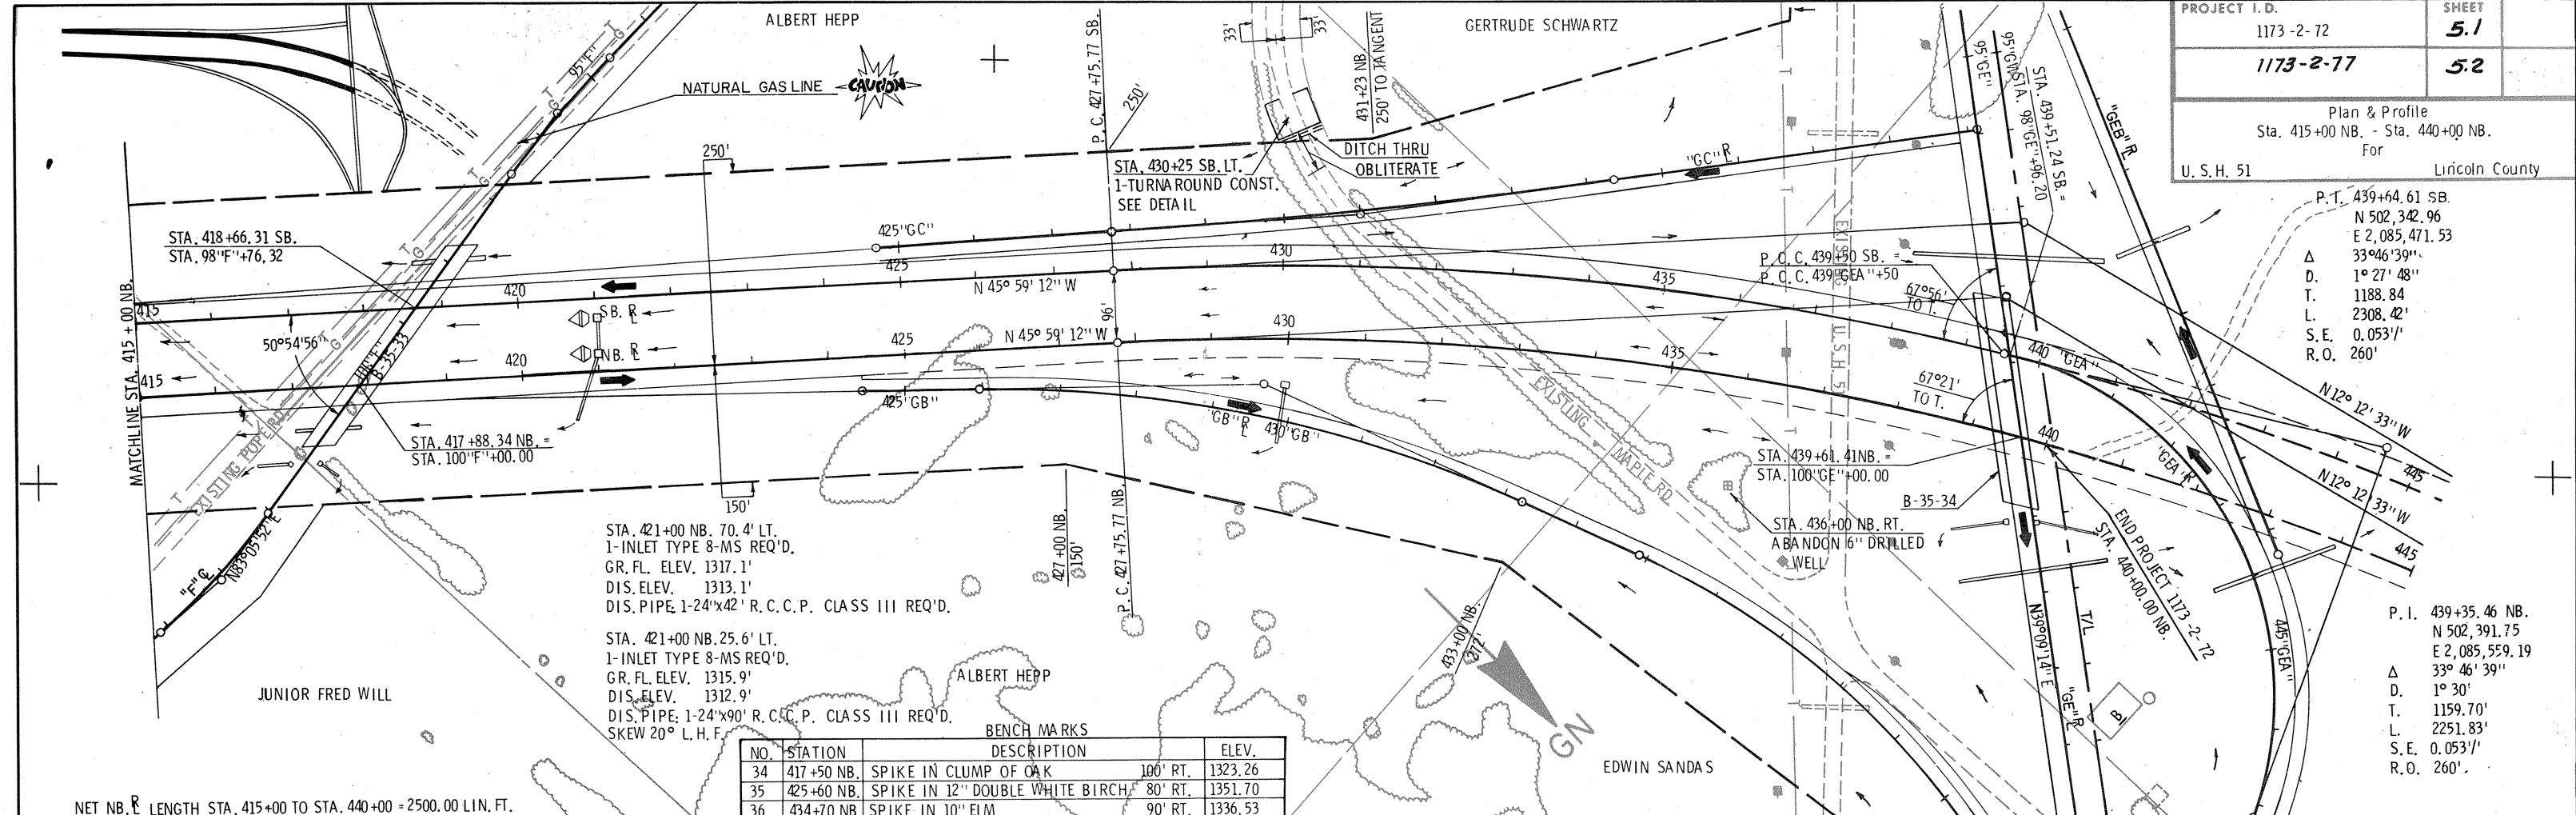 PROJECT I.D.
SHEET
1173-2-72
5.1
1173-2-77
5.2
Plan & Profile
Sta. 415+00 NB. - Sta. 440+00 NB.
For
U.S.H. 51
Lincoln County
ALBERT HEPP
GERTRUDE SCHWARTZ
NATURAL GAS LINE
CAUTION
95"F"
P.C. 427+75.77 SB.
250'
33'
33'
431+23 NB.
250' TO TANGENT
DITCH THRU
OBLITERATE
STA. 430+25 SB. LT.
1-TURNAROUND CONST.
SEE DETAIL
"GC" R
95"GE"
STA. 439+51.24 SB. =
STA. 98"GE"+96.20
"GEB" R
250'
STA. 418+66.31 SB.
STA. 98"F"+76.32
MATCHLINE STA. 415+00 NB.
415
420
425
425"GC"
430
435
N 45° 59' 12" W
SB. R
NB. R
96'
P.C.C. 439+50 SB. =
P.C.C. 439"GEA"+50
67°56'
TO T.
EXISTING U.S.H. 51
50°54'56"
B-35-33
415
420
425
N 45° 59' 12" W
430
435
440 "GEA"
67°21'
TO T.
440
425"GB"
"GB" R
430"GB"
EXISTING MAPLE RD.
EXISTING POPE RD.
STA. 417+88.34 NB. =
STA. 100"F"+00.00
STA. 439+61.41NB. =
STA. 100"GE"+00.00
B-35-34
STA. 436+00 NB. RT.
ABANDON 6" DRILLED
WELL
END PROJECT 1173-2-72
STA. 440+00.00 NB.
"GEA" R
N 12° 12' 33" W
445
N 12° 12' 33" W
445
445"GEA"
150'
427+00 NB.
150'
P.C. 427+75.77 NB.
433+00 NB.
272'
"F" C
N83°05'52"E
N39°09'14"E
T/L
"GE" R
GN
B
P.I. 439+64.61 SB.
N 502,342.96
E 2,085,471.53
Δ 33°46'39"
D. 1° 27' 48"
T. 1188.84
L. 2308.42'
S.E. 0.053'/'
R.O. 260'
P.I. 439+35.46 NB.
N 502,391.75
E 2,085,559.19
Δ 33° 46' 39"
D. 1° 30'
T. 1159.70'
L. 2251.83'
S.E. 0.053'/'
R.O. 260'
STA. 421+00 NB. 70.4' LT.
1-INLET TYPE 8-MS REQ'D.
GR. FL. ELEV. 1317.1'
DIS. ELEV. 1313.1'
DIS. PIPE: 1-24"x42' R.C.C.P. CLASS III REQ'D.
STA. 421+00 NB. 25.6' LT.
1-INLET TYPE 8-MS REQ'D.
GR. FL. ELEV. 1315.9'
DIS. ELEV. 1312.9'
DIS. PIPE: 1-24"x90' R.C.C.P. CLASS III REQ'D.
SKEW 20° L.H.F.
JUNIOR FRED WILL
ALBERT HEPP
EDWIN SANDAS
BENCH MARKS
NO. STATION DESCRIPTION ELEV.
34 417+50 NB. SPIKE IN CLUMP OF OAK 100' RT. 1323.26
35 425+60 NB. SPIKE IN 12" DOUBLE WHITE BIRCH 80' RT. 1351.70
36 434+70 NB SPIKE IN 10" ELM 90' RT. 1336.53
NET NB. R LENGTH STA. 415+00 TO STA. 440+00 = 2500.00 LIN. FT.